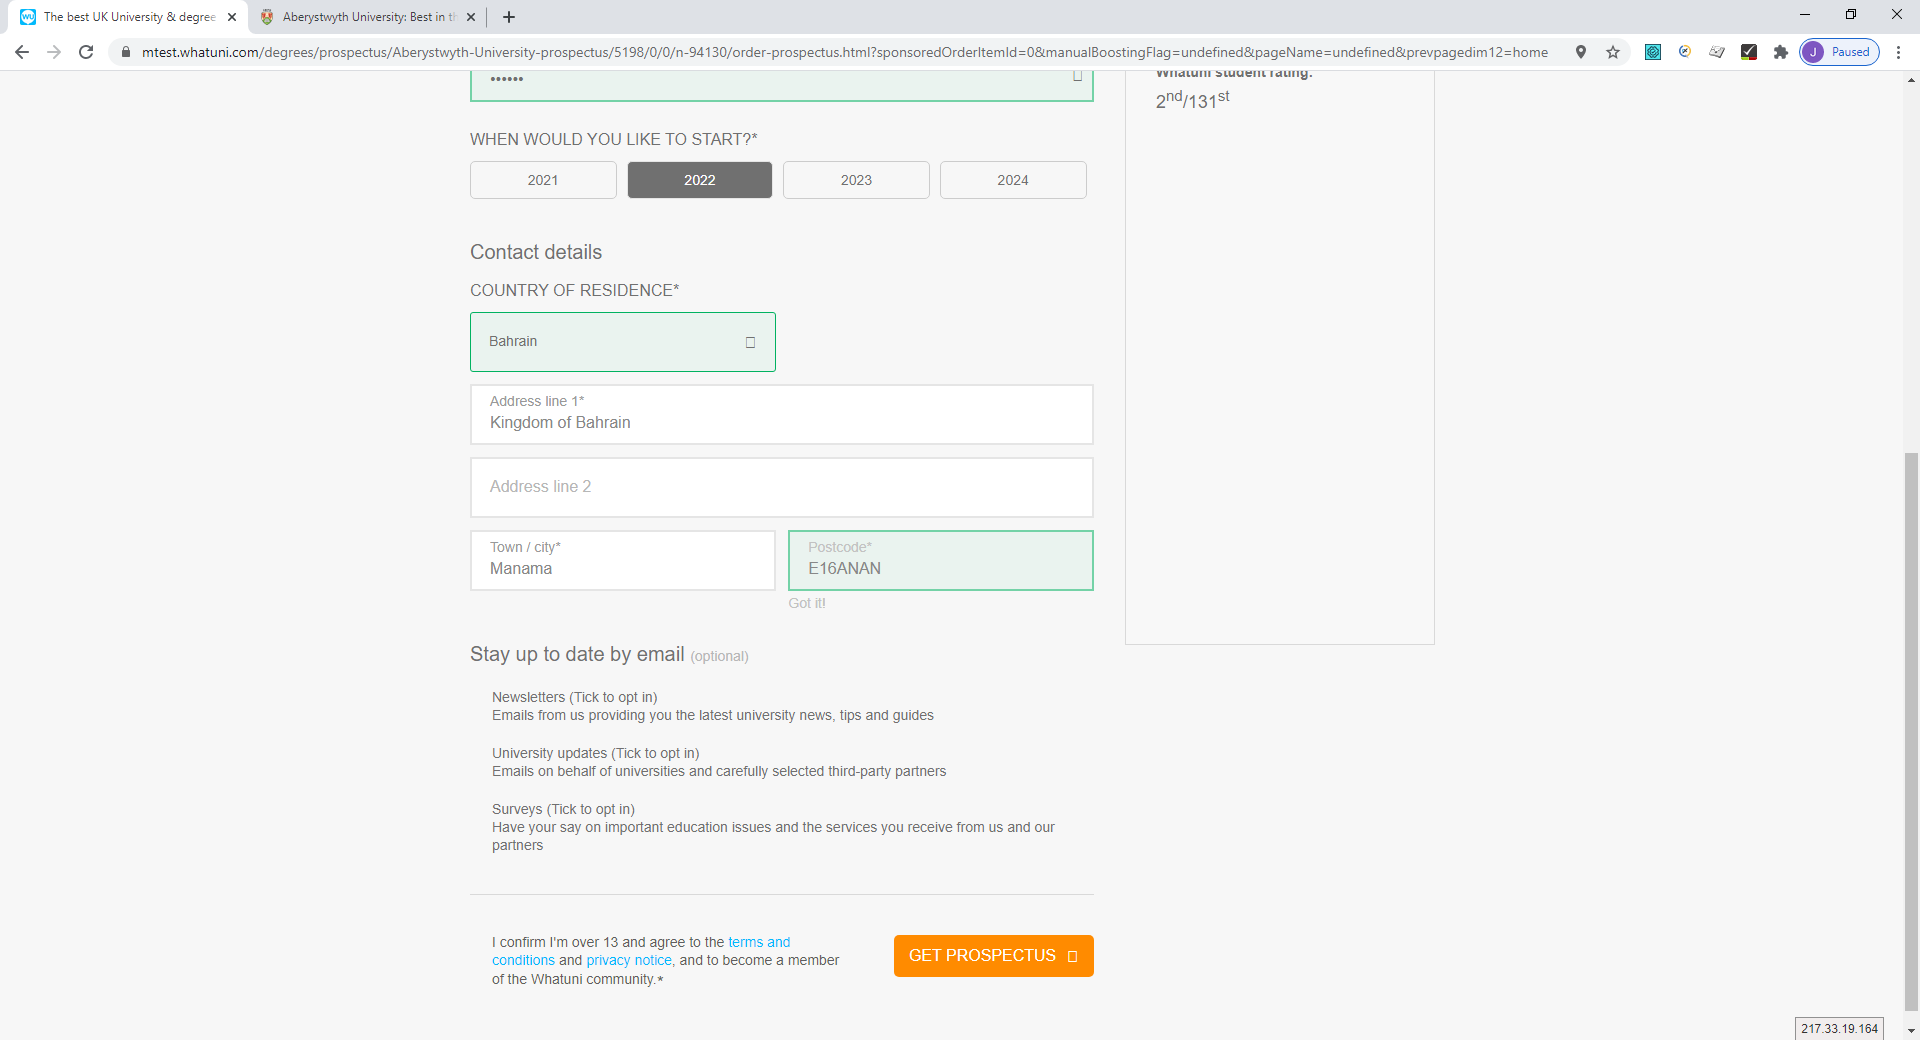 The best UK University & degree
Aberystwyth University: Best in th
mtest.whatuni.com/degrees/prospectus/Aberystwyth-University-prospectus/5198/0/0/n-94130/order-prospectus.html?sponsoredOrderItemId=0&manualBoostingFlag=undefined&pageName=undefined&prevpagedim12=home
J Paused
••••••
Whatuni student rating:
2nd/131st
WHEN WOULD YOU LIKE TO START?*
2021 2022 2023 2024
Contact details
COUNTRY OF RESIDENCE*
Bahrain
Address line 1*
Kingdom of Bahrain
Address line 2
Town / city* Postcode*
Manama E16ANAN
Got it!
Stay up to date by email (optional)
Newsletters (Tick to opt in)
Emails from us providing you the latest university news, tips and guides
University updates (Tick to opt in)
Emails on behalf of universities and carefully selected third-party partners
Surveys (Tick to opt in)
Have your say on important education issues and the services you receive from us and our
partners
I confirm I'm over 13 and agree to the terms and
conditions and privacy notice, and to become a member
of the Whatuni community.*
GET PROSPECTUS
217.33.19.164